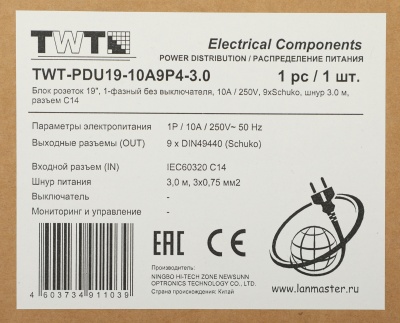 TWT
Electrical Components
POWER DISTRIBUTION / РАСПРЕДЕЛЕНИЕ ПИТАНИЯ
TWT-PDU19-10A9P4-3.0 1 pc / 1 шт.
Блок розеток 19", 1-фазный без выключателя, 10A / 250V, 9xSchuko, шнур 3.0 м,
разъем C14
Параметры электропитания 1P / 10A / 250V~ 50 Hz
Выходные разъемы (OUT) 9 x DIN49440 (Schuko)
Входной разъем (IN) IEC60320 C14
Шнур питания 3,0 м, 3x0,75 мм2
Выключатель -
Мониторинг и управление -
EAC CE
Производитель:
NINGBO HI-TECH ZONE NEWSUNN
OPTRONICS TECHNOLOGY CO., LTD.
Страна происхождения: Китай
4 603734 911039
www.lanmaster.ru